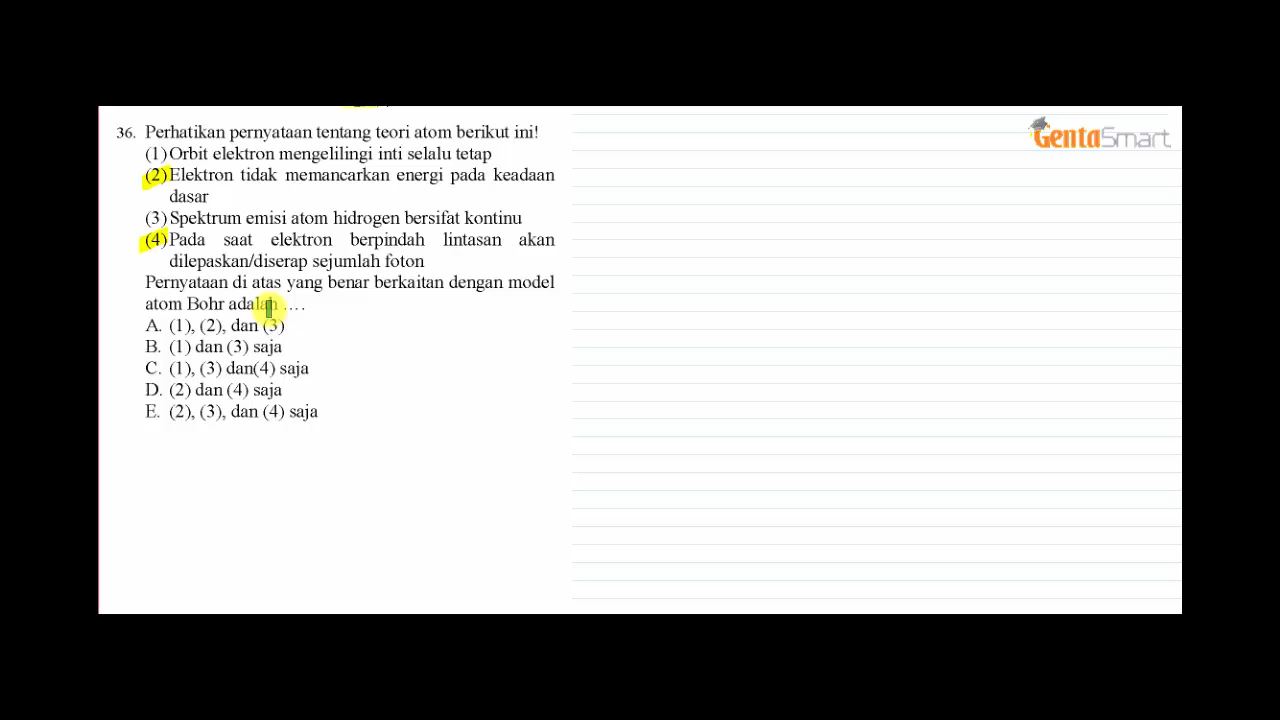 GentaSmart
36. Perhatikan pernyataan tentang teori atom berikut ini!
(1) Orbit elektron mengelilingi inti selalu tetap
(2) Elektron tidak memancarkan energi pada keadaan
dasar
(3) Spektrum emisi atom hidrogen bersifat kontinu
(4) Pada saat elektron berpindah lintasan akan
dilepaskan/diserap sejumlah foton
Pernyataan di atas yang benar berkaitan dengan model
atom Bohr adalah ....
A. (1), (2), dan (3)
B. (1) dan (3) saja
C. (1), (3) dan(4) saja
D. (2) dan (4) saja
E. (2), (3), dan (4) saja